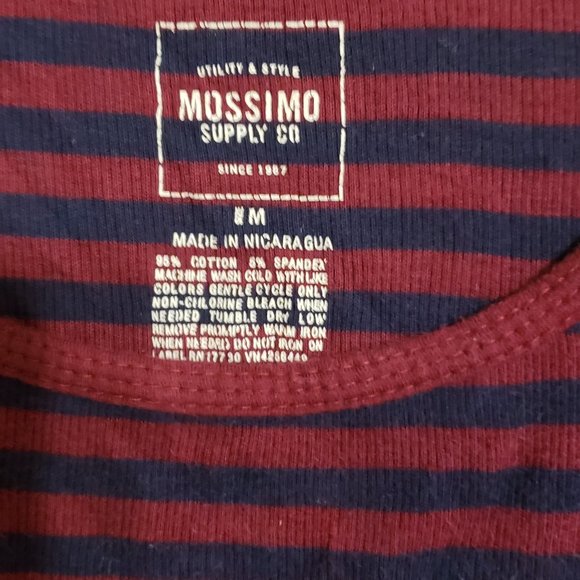 UTILITY & STYLE
MOSSIMO
SUPPLY CO
SINCE 1987
M
MADE IN NICARAGUA
95% COTTON 5% SPANDEX
MACHINE WASH COLD WITH LIKE
COLORS GENTLE CYCLE ONLY
NON-CHLORINE BLEACH WHEN
NEEDED TUMBLE DRY LOW
REMOVE PROMPTLY WARM IRON
WHEN NEEDED DO NOT IRON ON
LABEL